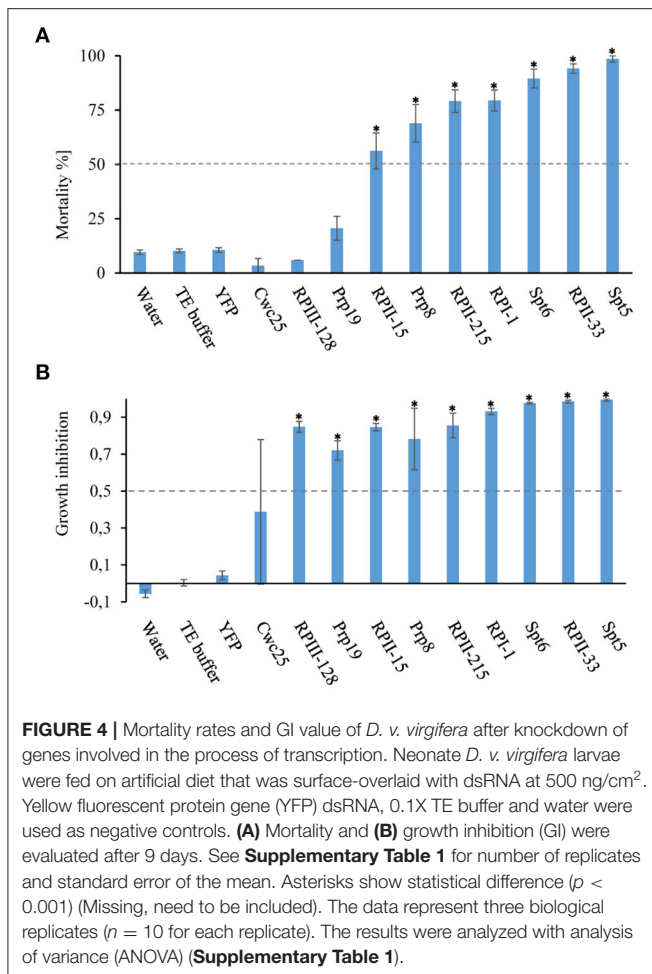 A
Mortality %]
100
75
50
25
0
* * * * * * *
Water
TE buffer
YFP
Cwc25
RPIII-128
Prp19
RPII-15
Prp8
RPII-215
RPI-1
Spt6
RPII-33
Spt5
B
Growth inhibition
0,9
0,7
0,5
0,3
0,1
-0,1
* * * * * * * * *
Water
TE buffer
YFP
Cwc25
RPIII-128
Prp19
RPII-15
Prp8
RPII-215
RPI-1
Spt6
RPII-33
Spt5
FIGURE 4 | Mortality rates and GI value of D. v. virgifera after knockdown of
genes involved in the process of transcription. Neonate D. v. virgifera larvae
were fed on artificial diet that was surface-overlaid with dsRNA at 500 ng/cm².
Yellow fluorescent protein gene (YFP) dsRNA, 0.1X TE buffer and water were
used as negative controls. (A) Mortality and (B) growth inhibition (GI) were
evaluated after 9 days. See Supplementary Table 1 for number of replicates
and standard error of the mean. Asterisks show statistical difference (p <
0.001) (Missing, need to be included). The data represent three biological
replicates (n = 10 for each replicate). The results were analyzed with analysis
of variance (ANOVA) (Supplementary Table 1).